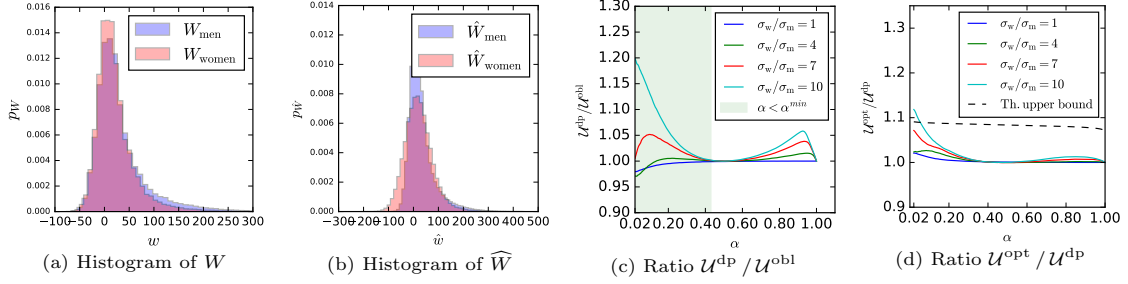 0.016
0.014
0.012
0.010
0.008
0.006
0.004
0.002
0.000
p_W
−100 −50 0 50 100 150 200 250 300
w
W_men
W_women
(a) Histogram of W
0.014
0.012
0.010
0.008
0.006
0.004
0.002
0.000
p_Ŵ
−300 −200 −100 0 100 200 300 400 500
ŵ
Ŵ_men
Ŵ_women
(b) Histogram of Ŵ
1.30
1.25
1.20
1.15
1.10
1.05
1.00
0.95
0.90
𝒰^dp/𝒰^obl
0.02 0.20 0.40 0.60 0.80 1.00
α
σ_w/σ_m = 1
σ_w/σ_m = 4
σ_w/σ_m = 7
σ_w/σ_m = 10
α < α^min
(c) Ratio 𝒰^dp / 𝒰^obl
1.3
1.2
1.1
1.0
0.9
𝒰^opt/𝒰^dp
0.02 0.20 0.40 0.60 0.80 1.00
α
σ_w/σ_m = 1
σ_w/σ_m = 4
σ_w/σ_m = 7
σ_w/σ_m = 10
Th. upper bound
(d) Ratio 𝒰^opt / 𝒰^dp